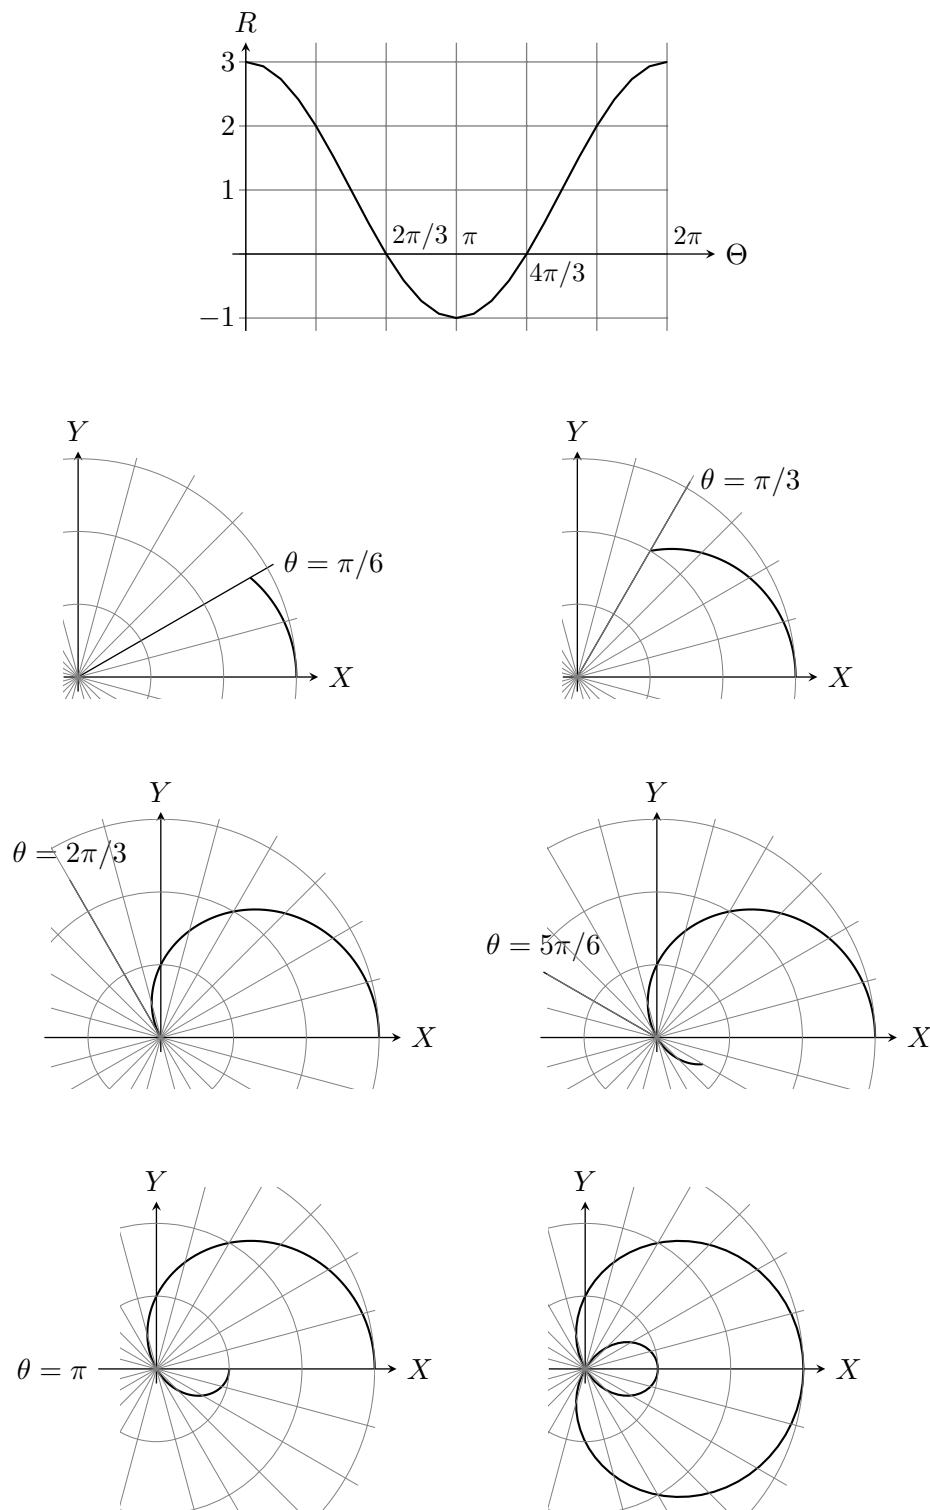 R
3
2
1
2π/3 π 2π
Θ
4π/3
−1
Y Y
θ = π/3
θ = π/6
X X
Y Y
θ = 2π/3
θ = 5π/6
X X
Y Y
θ = π X X